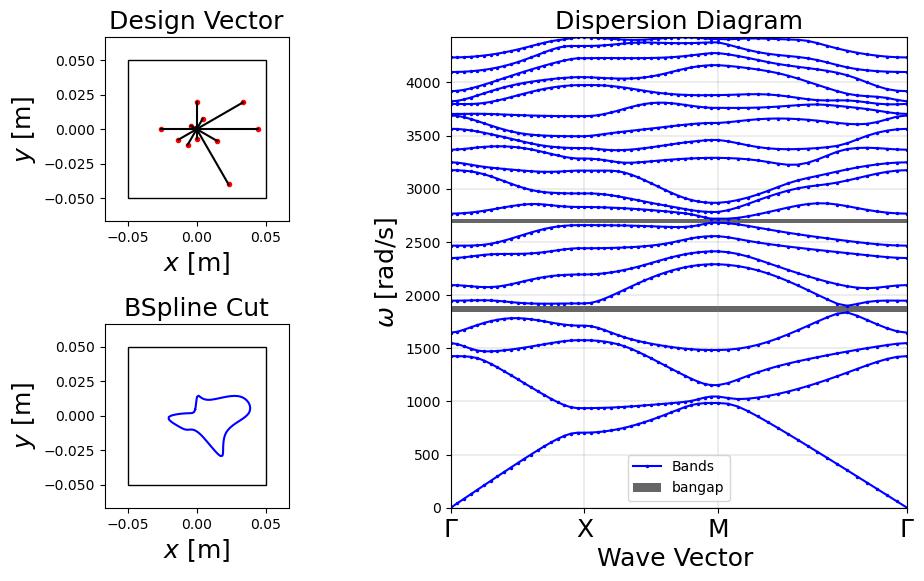 Design Vector
0.050
0.025
0.000
−0.025
−0.050
y [m]
−0.05 0.00 0.05
x [m]
BSpline Cut
0.050
0.025
0.000
−0.025
−0.050
y [m]
−0.05 0.00 0.05
x [m]
Dispersion Diagram
4000
3500
3000
2500
2000
1500
1000
500
0
ω [rad/s]
Bands
bangap
Γ X M Γ
Wave Vector